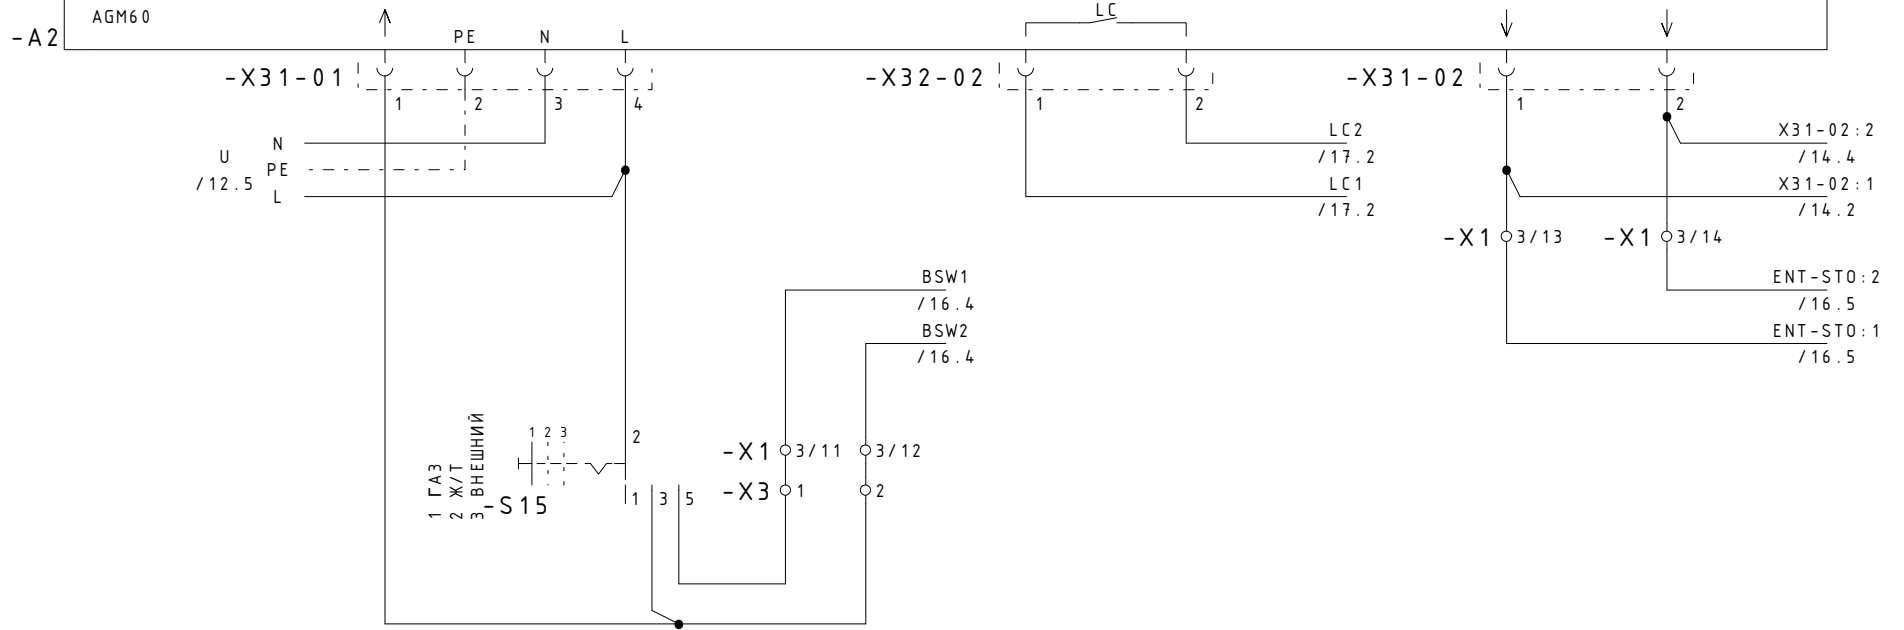 AGM60
-A2
PE N L
LC
-X31-01
1 2 3 4
-X32-02
1 2
-X31-02
1 2
U
/12.5
N
PE
L
LC2
/17.2
LC1
/17.2
X31-02:2
/14.4
X31-02:1
/14.2
-X1 3/13
-X1 3/14
ENT-STO:2
/16.5
ENT-STO:1
/16.5
BSW1
/16.4
BSW2
/16.4
1 2 3
2
1 ГАЗ
2 Ж/Т
3 ВНЕШНИЙ
-S15
1 3 5
-X1 3/11 3/12
-X3 1 2